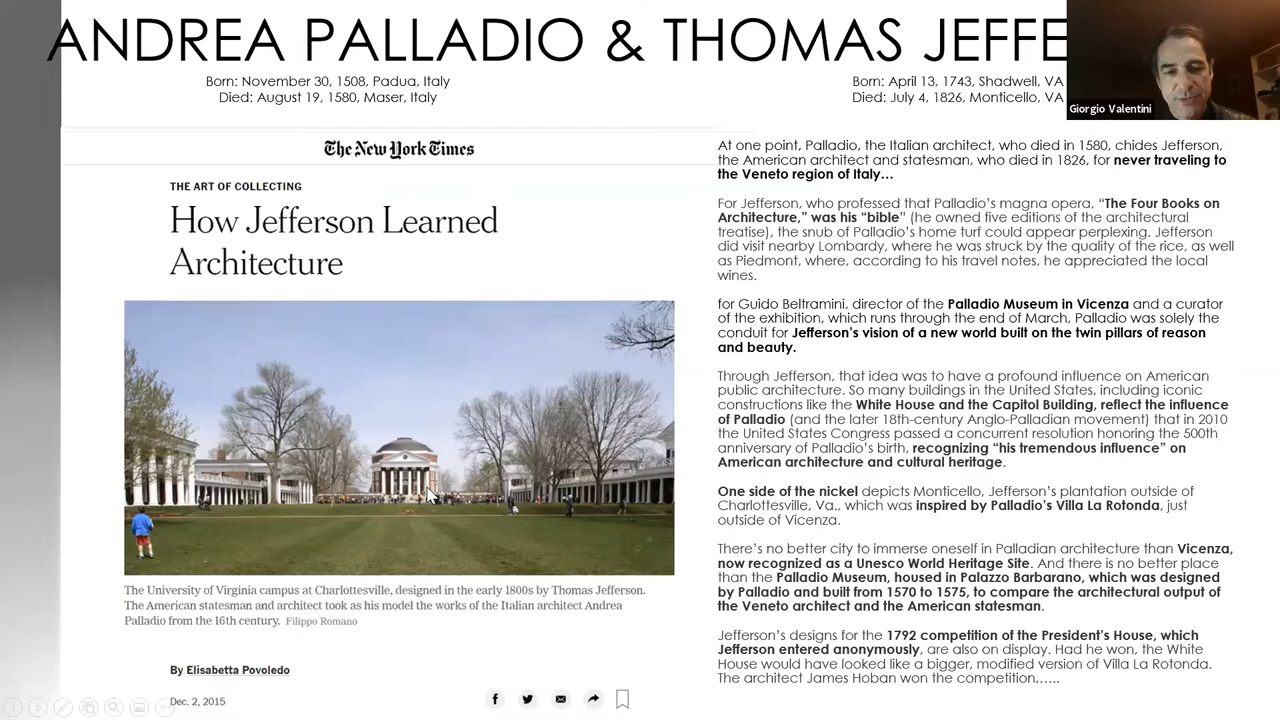 ANDREA PALLADIO & THOMAS JEFFE
Born: November 30, 1508, Padua, Italy
Died: August 19, 1580, Maser, Italy
Born: April 13, 1743, Shadwell, VA
Died: July 4, 1826, Monticello, VA
Giorgio Valentini
The New York Times
THE ART OF COLLECTING
How Jefferson Learned
Architecture
The University of Virginia campus at Charlottesville, designed in the early 1800s by Thomas Jefferson.
The American statesman and architect took as his model the works of the Italian architect Andrea
Palladio from the 16th century. Filippo Romano
By Elisabetta Povoledo
Dec. 2, 2015
At one point, Palladio, the Italian architect, who died in 1580, chides Jefferson,
the American architect and statesman, who died in 1826, for never traveling to
the Veneto region of Italy…
For Jefferson, who professed that Palladio's magna opera, “The Four Books on
Architecture,” was his “bible” (he owned five editions of the architectural
treatise), the snub of Palladio's home turf could appear perplexing. Jefferson
did visit nearby Lombardy, where he was struck by the quality of the rice, as well
as Piedmont, where, according to his travel notes, he appreciated the local
wines.
for Guido Beltramini, director of the Palladio Museum in Vicenza and a curator
of the exhibition, which runs through the end of March, Palladio was solely the
conduit for Jefferson's vision of a new world built on the twin pillars of reason
and beauty.
Through Jefferson, that idea was to have a profound influence on American
public architecture. So many buildings in the United States, including iconic
constructions like the White House and the Capitol Building, reflect the influence
of Palladio (and the later 18th-century Anglo-Palladian movement) that in 2010
the United States Congress passed a concurrent resolution honoring the 500th
anniversary of Palladio's birth, recognizing “his tremendous influence” on
American architecture and cultural heritage.
One side of the nickel depicts Monticello, Jefferson's plantation outside of
Charlottesville, Va., which was inspired by Palladio's Villa La Rotonda, just
outside of Vicenza.
There's no better city to immerse oneself in Palladian architecture than Vicenza,
now recognized as a Unesco World Heritage Site. And there is no better place
than the Palladio Museum, housed in Palazzo Barbarano, which was designed
by Palladio and built from 1570 to 1575, to compare the architectural output of
the Veneto architect and the American statesman.
Jefferson's designs for the 1792 competition of the President's House, which
Jefferson entered anonymously, are also on display. Had he won, the White
House would have looked like a bigger, modified version of Villa La Rotonda.
The architect James Hoban won the competition,…..